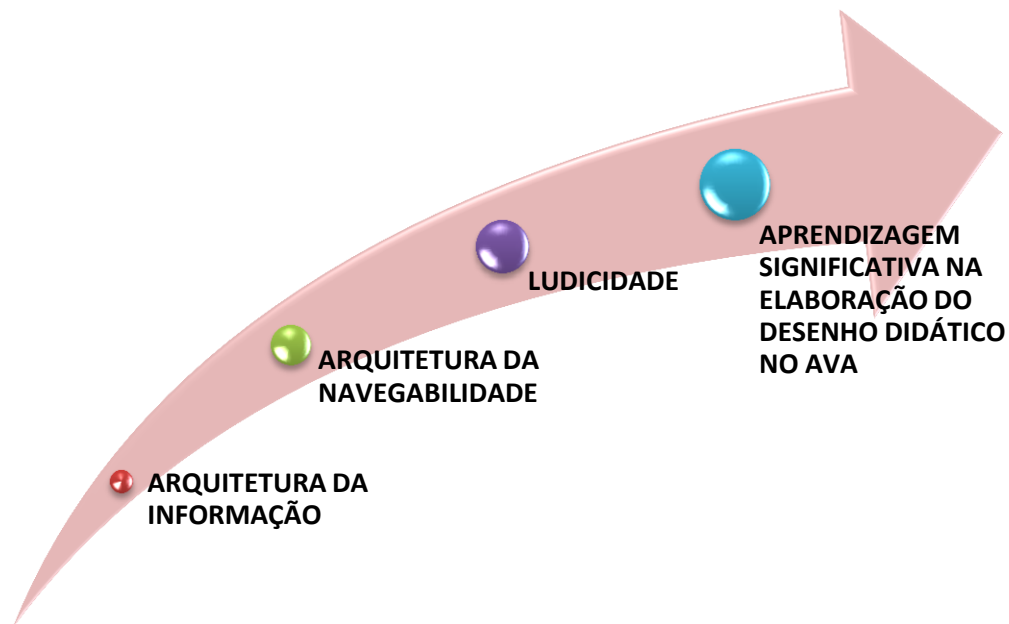 ARQUITETURA DA
INFORMAÇÃO
ARQUITETURA DA
NAVEGABILIDADE
LUDICIDADE
APRENDIZAGEM
SIGNIFICATIVA NA
ELABORAÇÃO DO
DESENHO DIDÁTICO
NO AVA